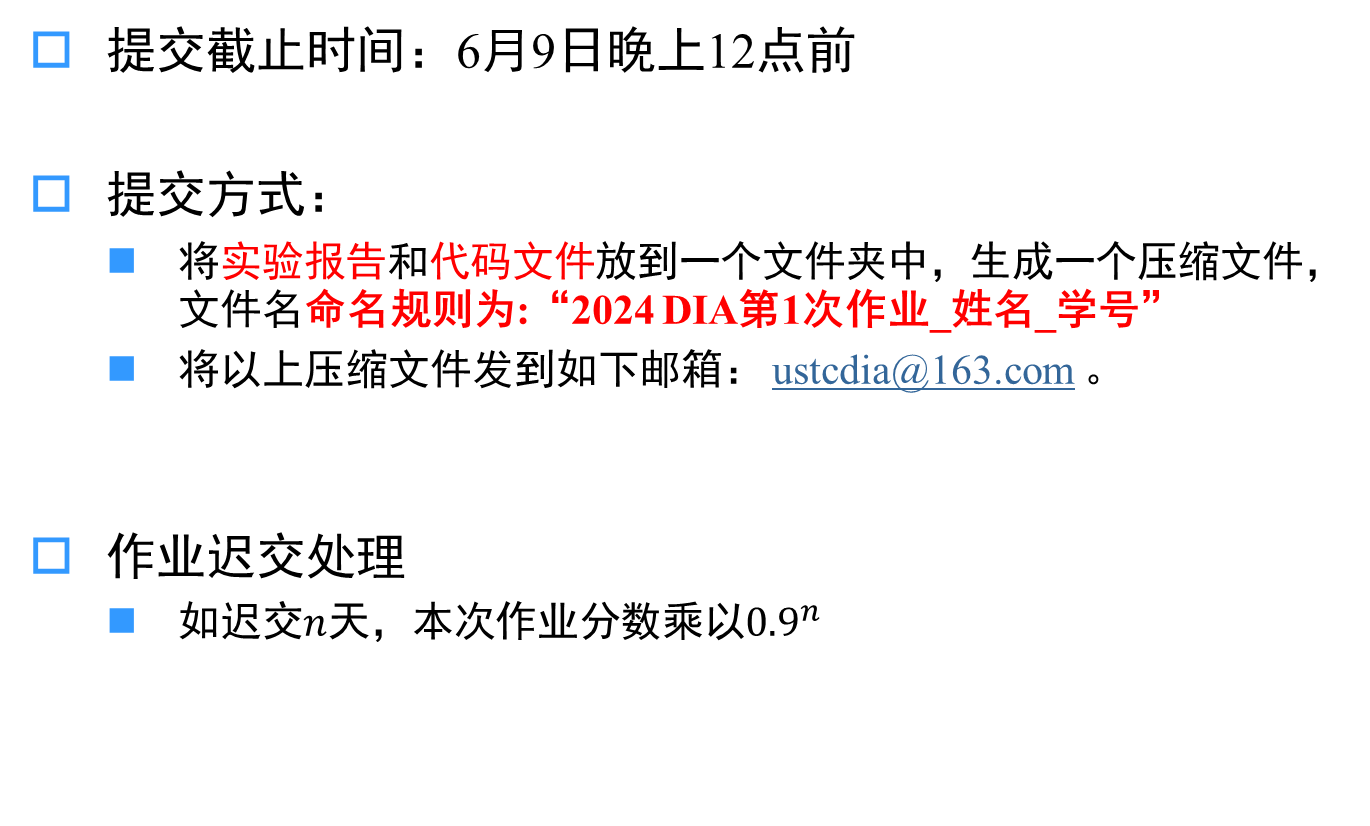 提交截止时间：6月9日晚上12点前
提交方式：
将实验报告和代码文件放到一个文件夹中，生成一个压缩文件，
文件名命名规则为:“2024 DIA第1次作业_姓名_学号”
将以上压缩文件发到如下邮箱： ustcdia@163.com 。
作业迟交处理
如迟交n天，本次作业分数乘以0.9ⁿ